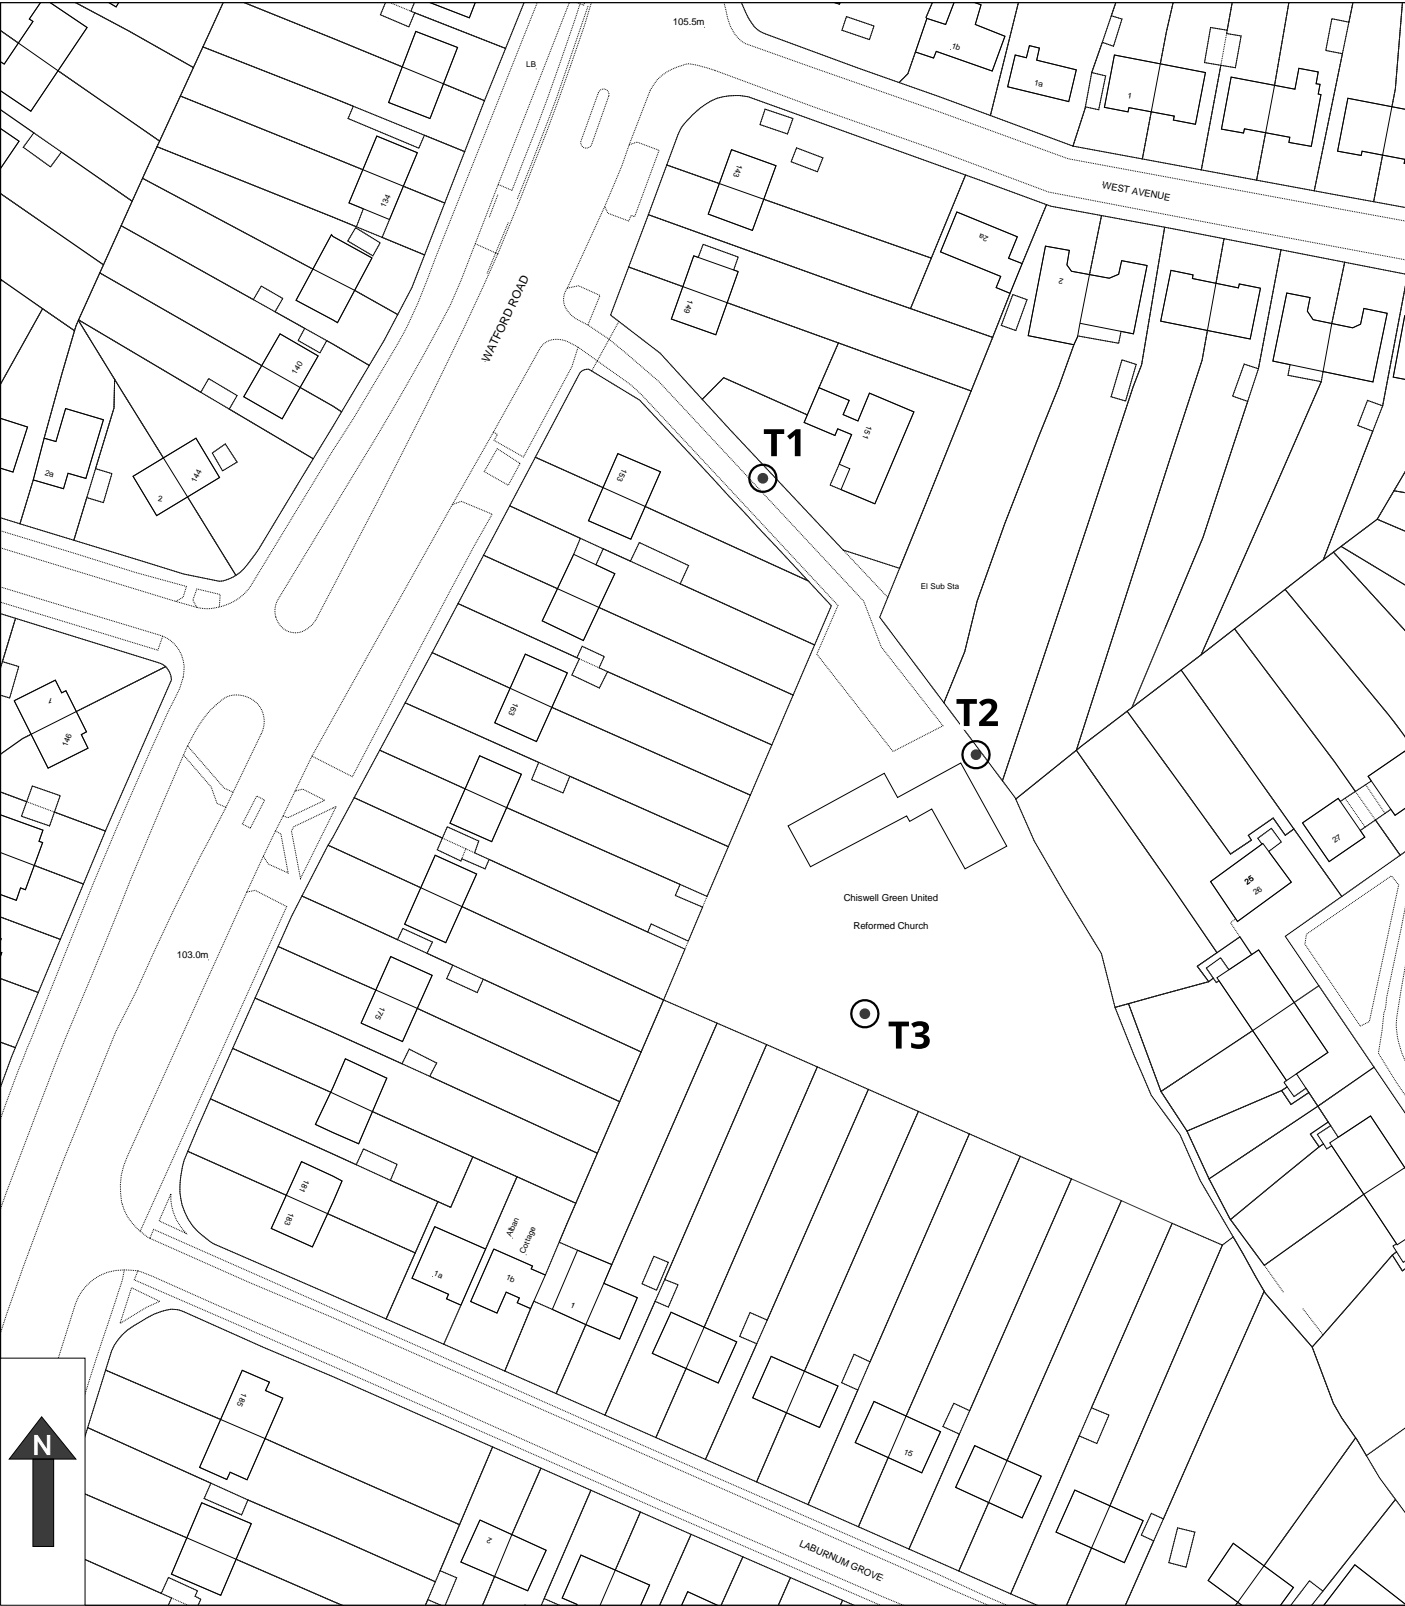 105.5m
LB
1b
1a
1
134
143
WEST AVENUE
2a
2
149
WATFORD ROAD
140
151
T1
153
144
2a
2
El Sub Sta
163
1
146
T2
27
25
26
Chiswell Green United
Reformed Church
103.0m
175
T3
181
183
Alban
Cottage
1a
1b
1
185
N
15
2
LABURNUM GROVE